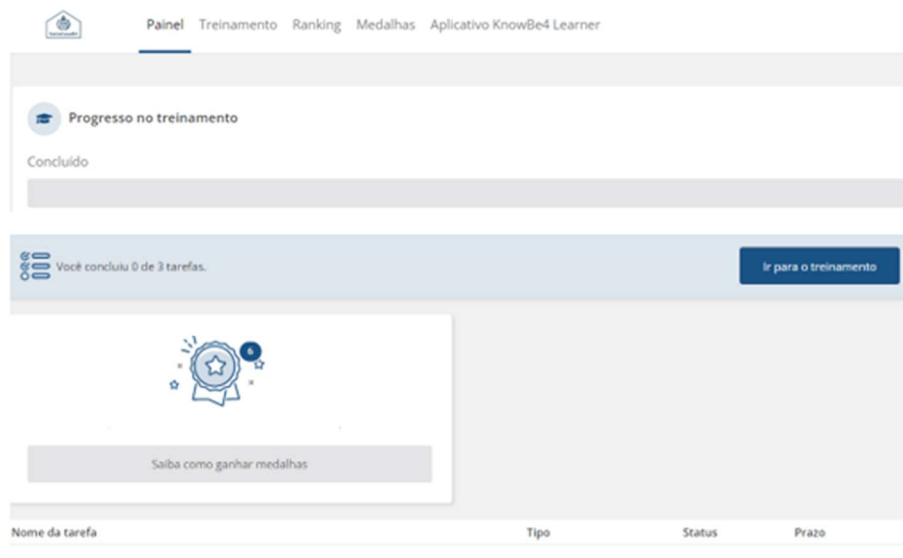 Painel Treinamento Ranking Medalhas Aplicativo KnowBe4 Learner
Progresso no treinamento
Concluído
Você concluiu 0 de 3 tarefas.
Ir para o treinamento
6
Saiba como ganhar medalhas
Nome da tarefa Tipo Status Prazo